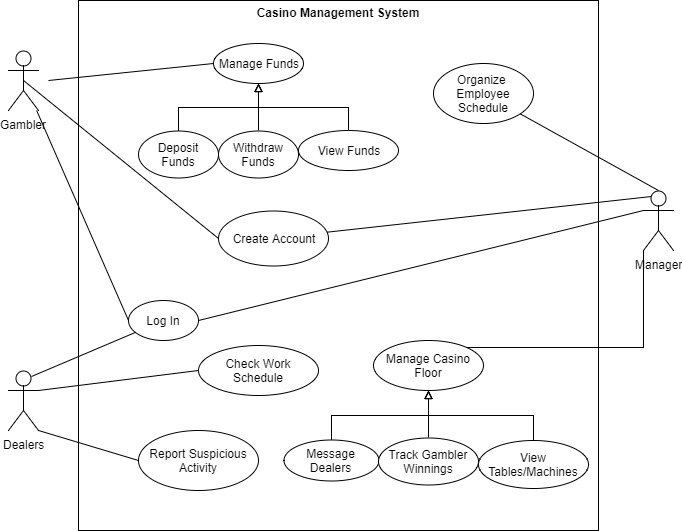 Casino Management System
Manage Funds
Organize
Employee
Schedule
Gambler
Deposit
Funds
Withdraw
Funds
View Funds
Create Account
Manager
Log In
Check Work
Schedule
Manage Casino
Floor
Dealers
Report Suspicious
Activity
Message
Dealers
Track Gambler
Winnings
View
Tables/Machines